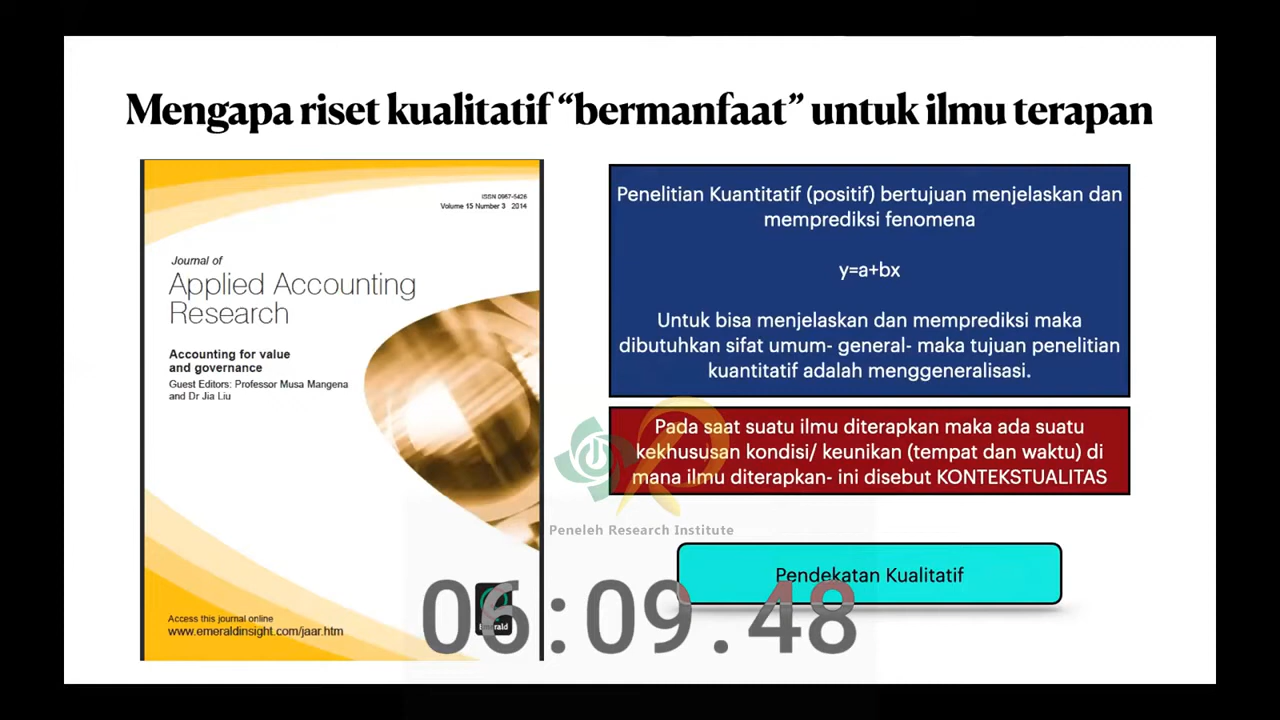 Mengapa riset kualitatif “bermanfaat” untuk ilmu terapan
ISSN 0967-5426
Volume 15 Number 3 2014
Journal of
Applied Accounting
Research
Accounting for value
and governance
Guest Editors: Professor Musa Mangena
and Dr Jia Liu
Access this journal online
www.emeraldinsight.com/jaar.htm
Penelitian Kuantitatif (positif) bertujuan menjelaskan dan
memprediksi fenomena
y=a+bx
Untuk bisa menjelaskan dan memprediksi maka
dibutuhkan sifat umum- general- maka tujuan penelitian
kuantitatif adalah menggeneralisasi.
Pada saat suatu ilmu diterapkan maka ada suatu
kekhususan kondisi/ keunikan (tempat dan waktu) di
mana ilmu diterapkan- ini disebut KONTEKSTUALITAS
Peneleh Research Institute
Pendekatan Kualitatif
06:09.48